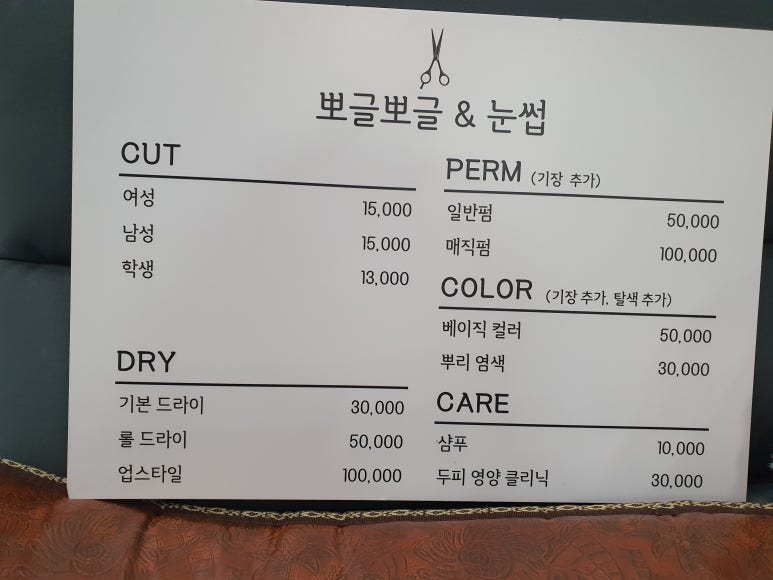 뽀글뽀글 & 눈썹
CUT
여성 15,000
남성 15,000
학생 13,000
DRY
기본 드라이 30,000
롤 드라이 50,000
업스타일 100,000
PERM (기장 추가)
일반펌 50,000
매직펌 100,000
COLOR (기장 추가, 탈색 추가)
베이직 컬러 50,000
뿌리 염색 30,000
CARE
샴푸 10,000
두피 영양 클리닉 30,000